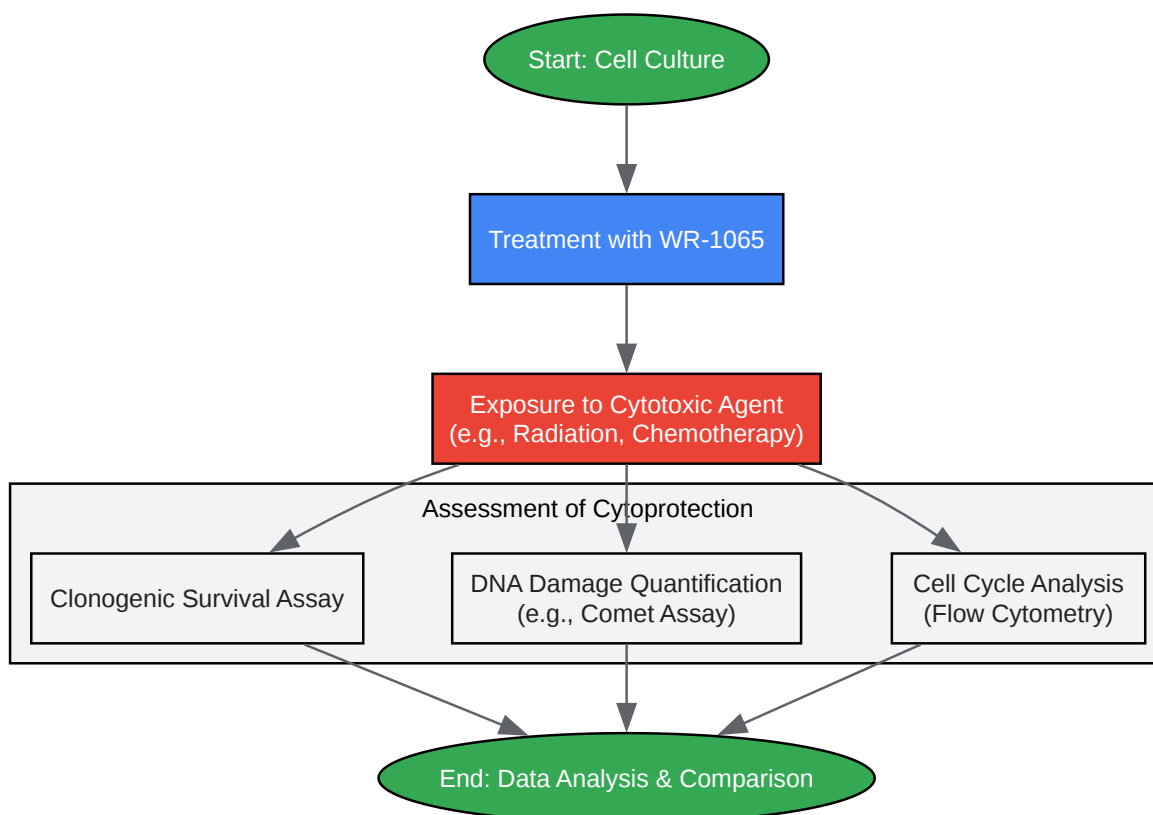 Start: Cell Culture
Treatment with WR-1065
Exposure to Cytotoxic Agent
(e.g., Radiation, Chemotherapy)
Assessment of Cytoprotection
Clonogenic Survival Assay
DNA Damage Quantification
(e.g., Comet Assay)
Cell Cycle Analysis
(Flow Cytometry)
End: Data Analysis & Comparison